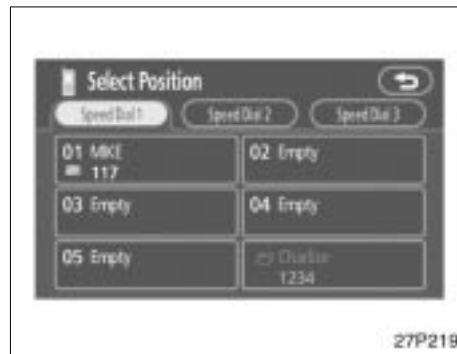 Select Position
Speed Dial 1 Speed Dial 2 Speed Dial 3
01 MIKE 02 Empty
117
03 Empty 04 Empty
05 Empty Charlize
1234
27P219